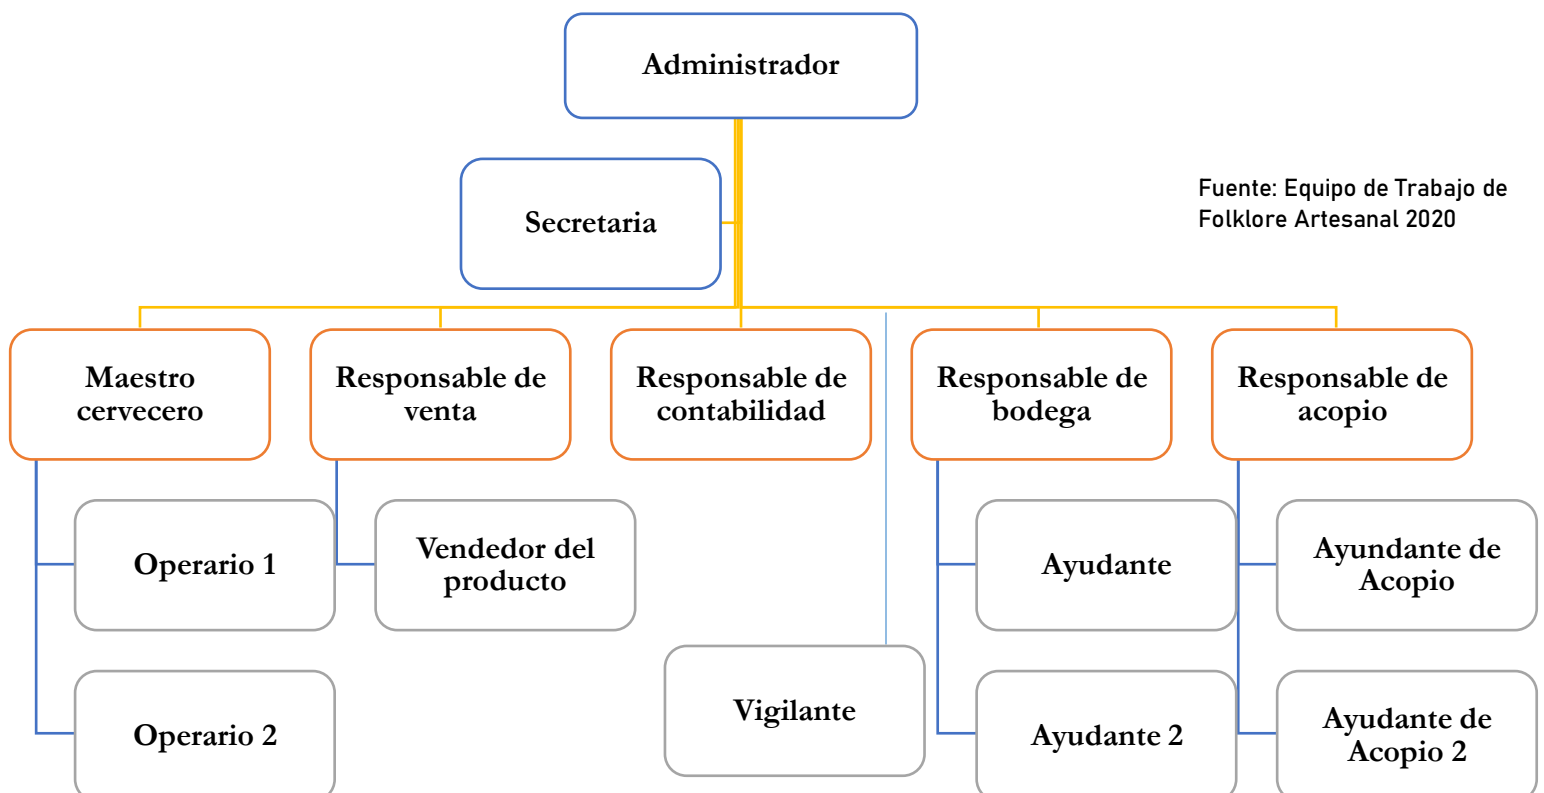 Administrador
Secretaria
Fuente: Equipo de Trabajo de
Folklore Artesanal 2020
Maestro
cervecero
Responsable de
venta
Responsable de
contabilidad
Responsable de
bodega
Responsable de
acopio
Operario 1
Vendedor del
producto
Ayudante
Ayundante de
Acopio
Vigilante
Operario 2
Ayudante 2
Ayudante de
Acopio 2